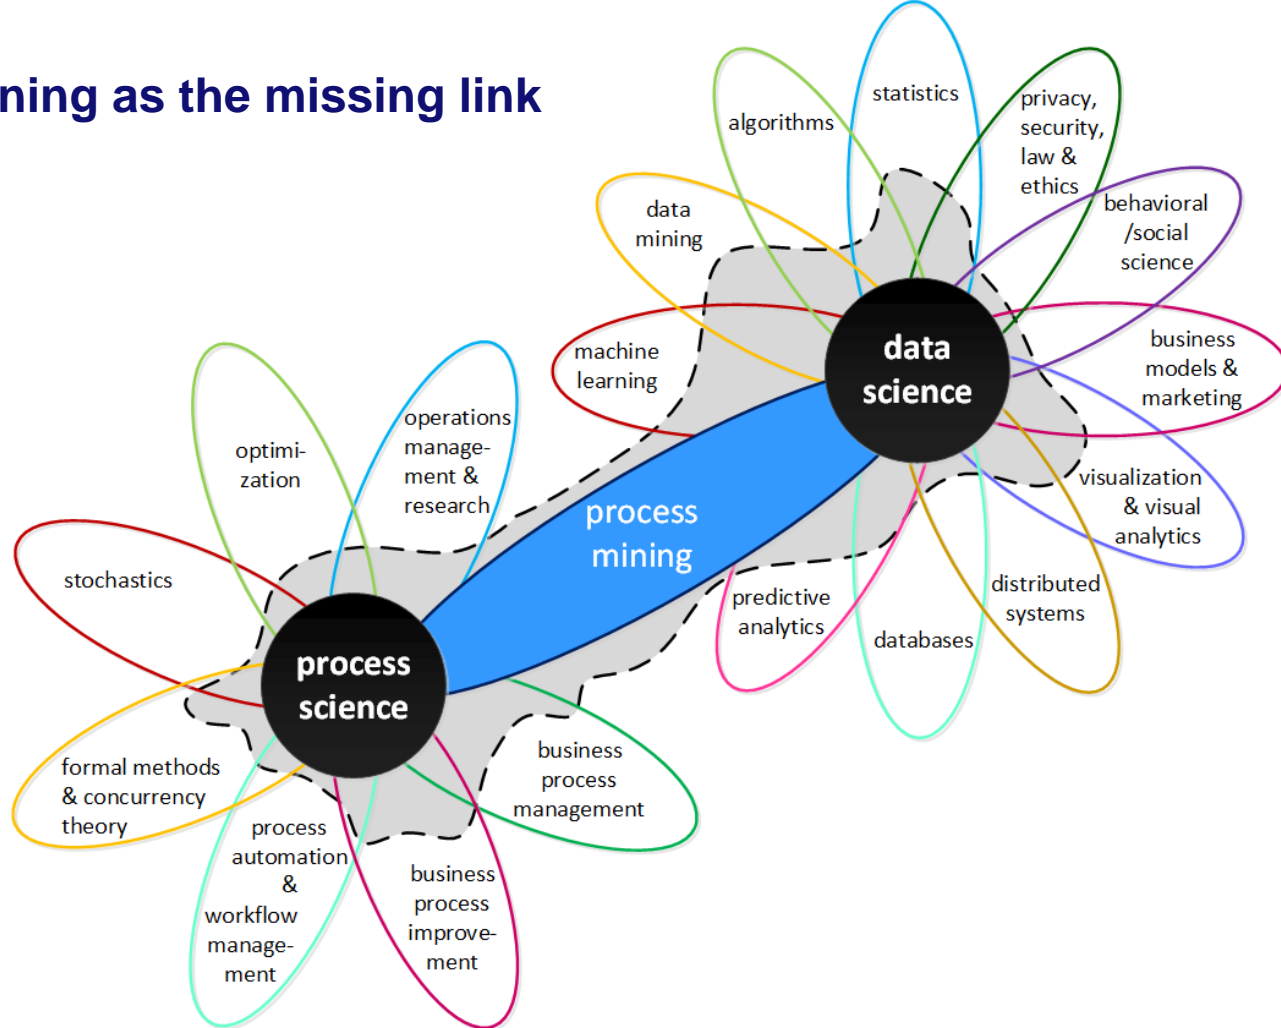 ning as the missing link
statistics
algorithms
privacy,
security,
law &
ethics
data
mining
behavioral
/social
science
machine
learning
data
science
business
models &
marketing
visualization
& visual
analytics
distributed
systems
databases
predictive
analytics
process
mining
operations
manage-
ment &
research
optimi-
zation
stochastics
process
science
formal methods
& concurrency
theory
process
automation
&
workflow
manage-
ment
business
process
improve-
ment
business
process
management